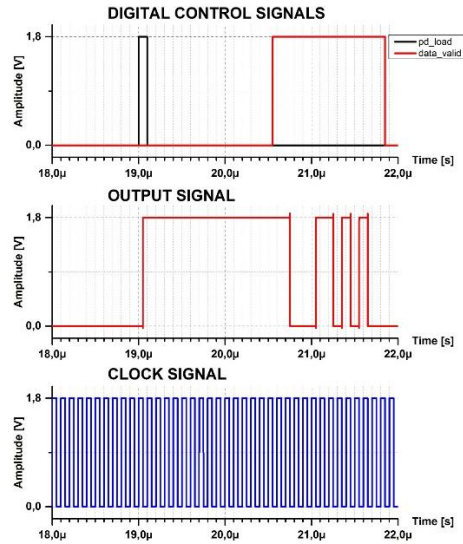 DIGITAL CONTROL SIGNALS
Amplitude [V]
1,8
0,0
pd_load
data_valid
Time [s]
18,0µ 19,0µ 20,0µ 21,0µ 22,0µ
OUTPUT SIGNAL
Amplitude [V]
1,8
0,0
Time [s]
18,0µ 19,0µ 20,0µ 21,0µ 22,0µ
CLOCK SIGNAL
Amplitude [V]
1,8
0,0
Time [s]
18,0µ 19,0µ 20,0µ 21,0µ 22,0µ